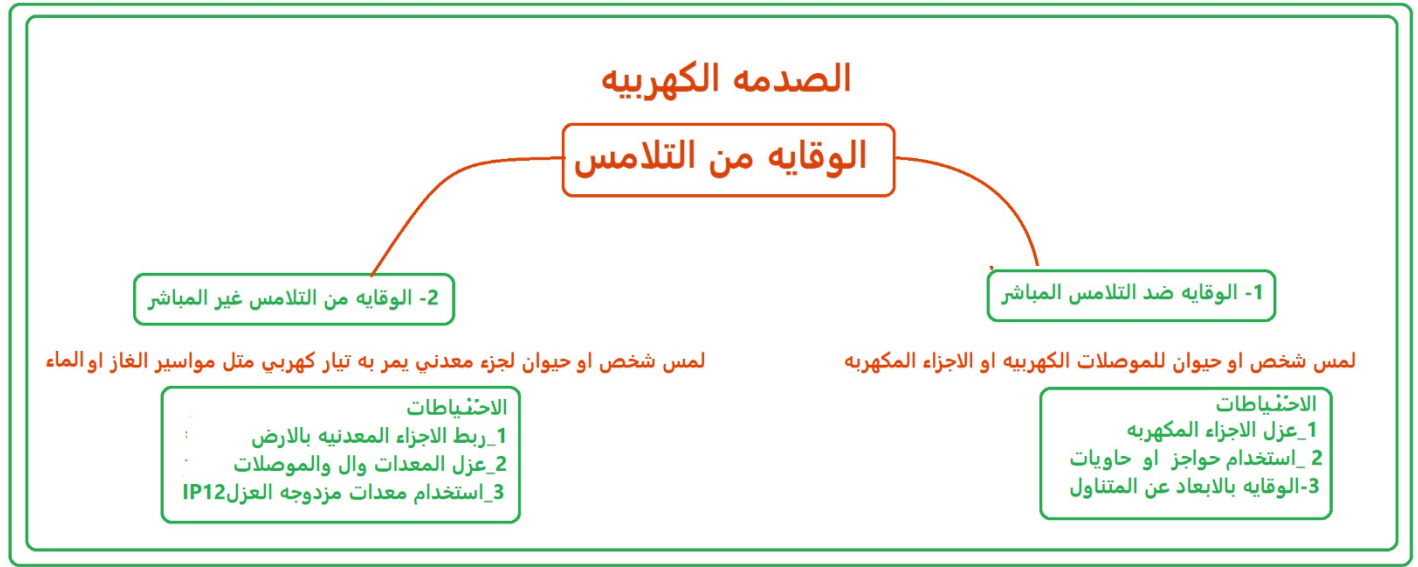 الصدمه الكهربيه
الوقايه من التلامس
1- الوقايه ضد التلامس المباشر
لمس شخص او حيوان للموصلات الكهربيه او الاجزاء المكهربه
الاحتياطات
1_عزل الاجزاء المكهربه
2_استخدام حواجز او حاويات
3-الوقايه بالابعاد عن المتناول
2- الوقايه من التلامس غير المباشر
لمس شخص او حيوان لجزء معدني يمر به تيار كهربي متل مواسير الغاز او الماء
الاحتياطات
1_ربط الاجزاء المعدنيه بالارض
2_عزل المعدات وال والموصلات
3_استخدام معدات مزدوجه العزلIP12